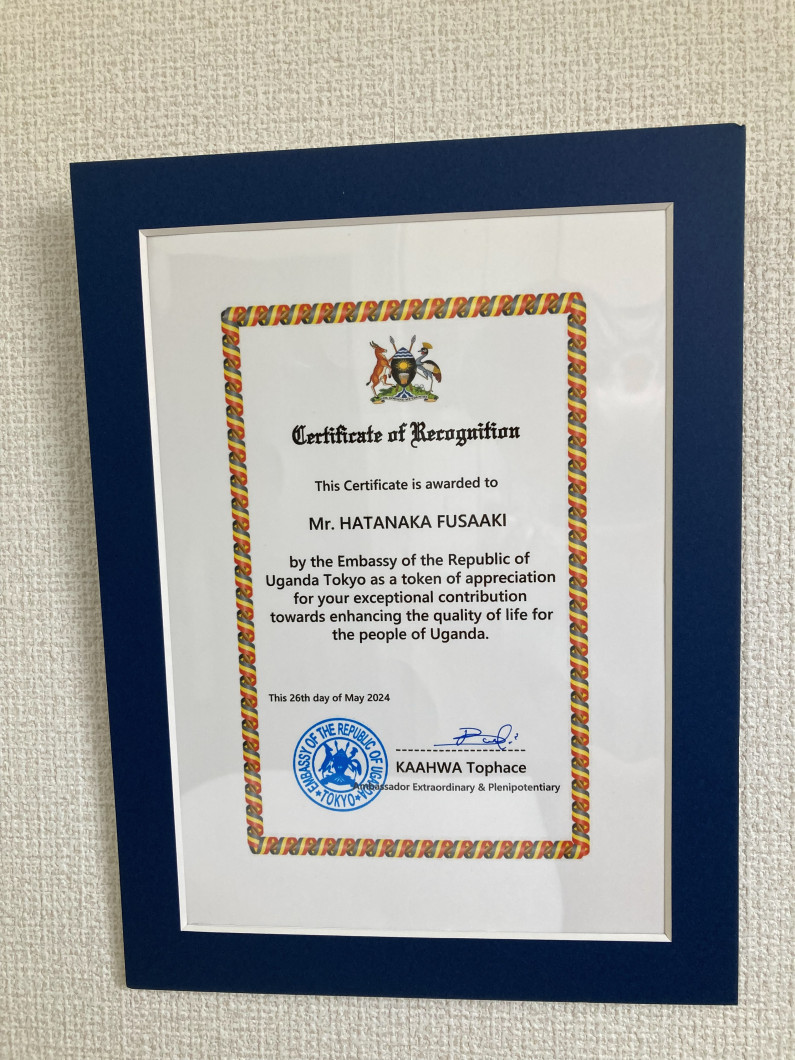 Certificate of Recognition
This Certificate is awarded to
Mr. HATANAKA FUSAAKI
by the Embassy of the Republic of
Uganda Tokyo as a token of appreciation
for your exceptional contribution
towards enhancing the quality of life for
the people of Uganda.
This 26th day of May 2024
EMBASSY OF THE REPUBLIC OF UGANDA
TOKYO
KAAHWA Tophace
Ambassador Extraordinary & Plenipotentiary